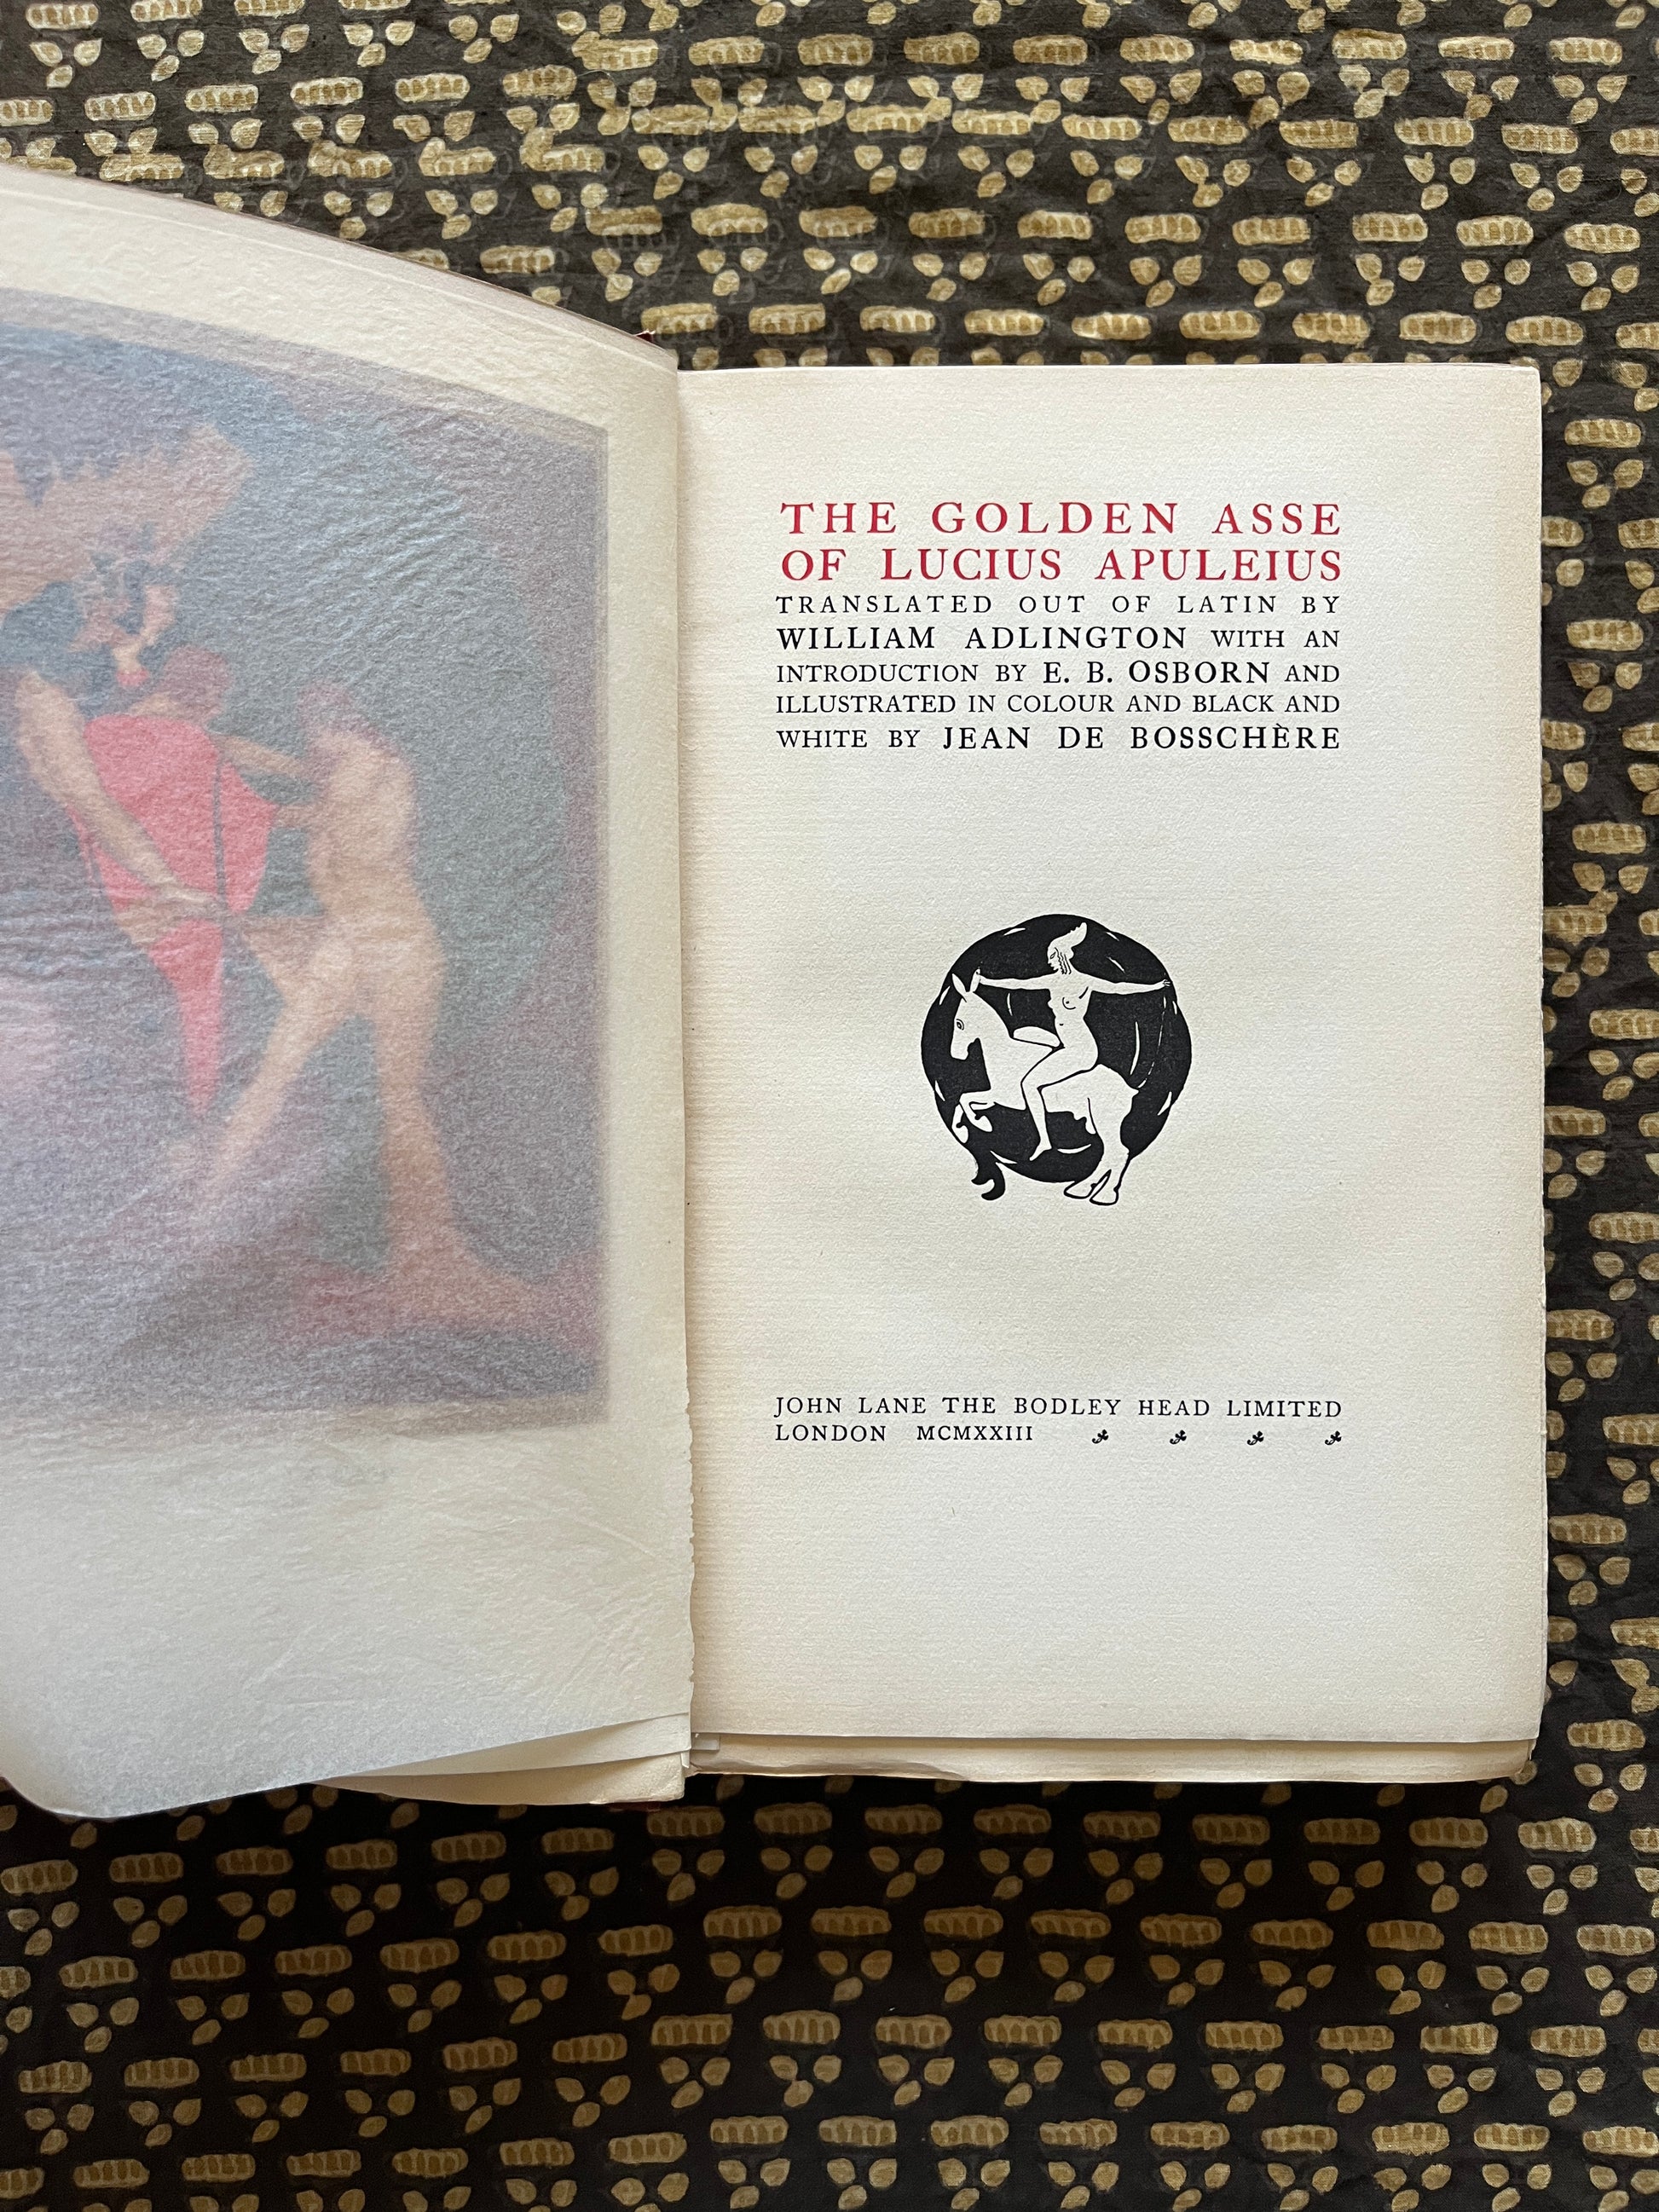 THE GOLDEN ASSE
OF LUCIUS APULEIUS
TRANSLATED OUT OF LATIN BY
WILLIAM ADLINGTON WITH AN
INTRODUCTION BY E. B. OSBORN AND
ILLUSTRATED IN COLOUR AND BLACK AND
WHITE BY JEAN DE BOSSCHÈRE
JOHN LANE THE BODLEY HEAD LIMITED
LONDON MCMXXIII